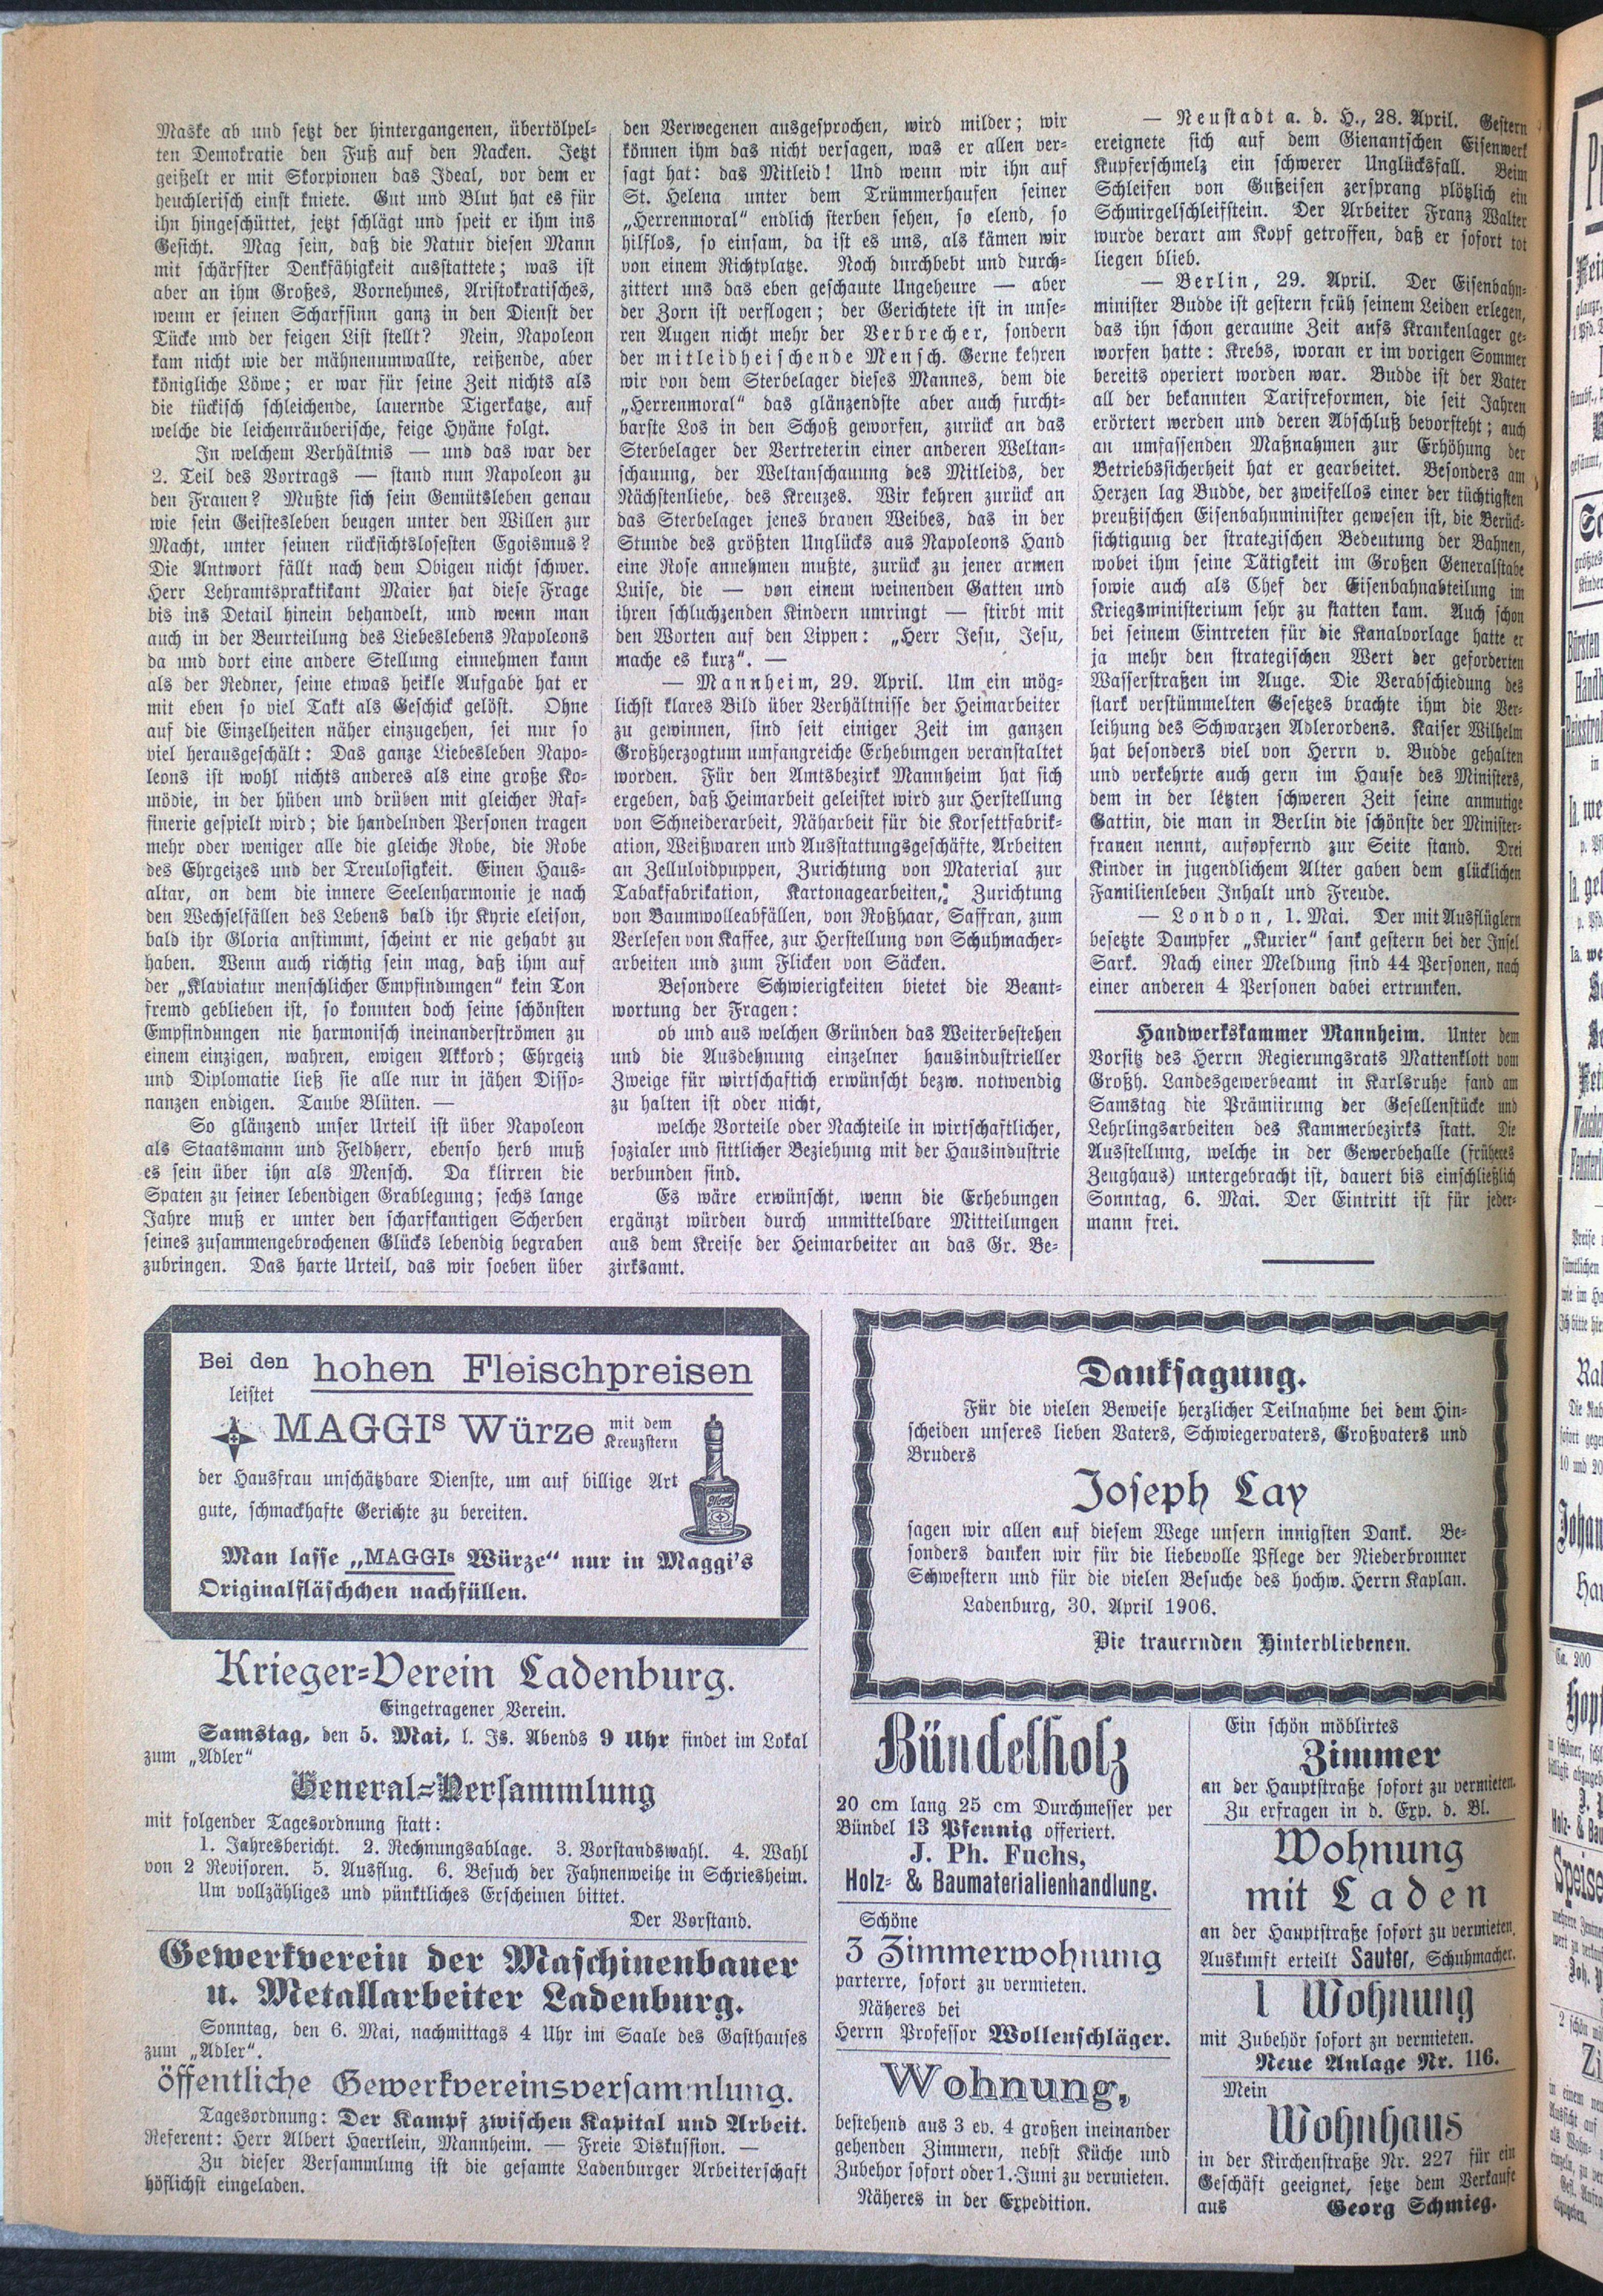 Maske ab und setzt der hintergangenen, übertölpel-
ten Demokratie den Fuß auf den Nacken. Jetzt
geißelt er mit Skorpionen das Ideal, vor dem er
heuchlerisch einst kniete. Gut und Blut hat es für
ihn hingeschüttet, jetzt schlägt und speit er ihm ins
Gesicht. Mag sein, daß die Natur diesen Mann
mit schärfster Denkfähigkeit ausstattete; was ist
aber an ihm Großes, Vornehmes, Aristokratisches,
wenn er seinen Scharfsinn ganz in den Dienst der
Tücke und der feigen List stellt? Nein, Napoleon
kam nicht wie der mähnenumwallte, reißende, aber
königliche Löwe; er war für seine Zeit nichts als
die tückisch schleichende, lauernde Tigerkatze, auf
welche die leichenräuberische, feige Hyäne folgt.
In welchem Verhältnis — und das war der
2. Teil des Vortrags — stand nun Napoleon zu
den Frauen? Mußte sich sein Gemütsleben genau
wie sein Geistesleben beugen unter den Willen zur
Macht, unter seinen rücksichtslosesten Egoismus?
Die Antwort fällt nach dem Obigen nicht schwer.
Herr Lehramtspraktikant Maier hat diese Frage
bis ins Detail hinein behandelt, und wenn man
auch in der Beurteilung des Liebeslebens Napoleons
da und dort eine andere Stellung einnehmen kann
als der Redner, seine etwas heikle Aufgabe hat er
mit eben so viel Takt als Geschick gelöst. Ohne
auf die Einzelheiten näher einzugehen, sei nur so
viel herausgeschält: Das ganze Liebesleben Napo-
leons ist wohl nichts anderes als eine große Ko-
mödie, in der hüben und drüben mit gleicher Raf-
finerie gespielt wird; die handelnden Personen tragen
mehr oder weniger alle die gleiche Robe, die Robe
des Ehrgeizes und der Treulosigkeit. Einen Haus-
altar, an dem die innere Seelenharmonie je nach
den Wechselfällen des Lebens bald ihr Kyrie eleison,
bald ihr Gloria anstimmt, scheint er nie gehabt zu
haben. Wenn auch richtig sein mag, daß ihm auf
der „Klaviatur menschlicher Empfindungen“ kein Ton
fremd geblieben ist, so konnten doch seine schönsten
Empfindungen nie harmonisch ineinanderströmen zu
einem einzigen, wahren, ewigen Akkord; Ehrgeiz
und Diplomatie ließ sie alle nur in jähen Disso-
nanzen endigen. Taube Blüten. —
So glänzend unser Urteil ist über Napoleon
als Staatsmann und Feldherr, ebenso herb muß
es sein über ihn als Mensch. Da klirren die
Spaten zu seiner lebendigen Grablegung; sechs lange
Jahre muß er unter den scharfkantigen Scherben
seines zusammengebrochenen Glücks lebendig begraben
zubringen. Das harte Urteil, das wir soeben über
den Verwegenen ausgesprochen, wird milder; wir
können ihm das nicht versagen, was er allen ver-
sagt hat: das Mitleid! Und wenn wir ihn auf
St. Helena unter dem Trümmerhaufen seiner
„Herrenmoral“ endlich sterben sehen, so elend, so
hilflos, so einsam, da ist es uns, als kämen wir
von einem Richtplatze. Noch durchbebt und durch-
zittert uns das eben geschaute Ungeheure — aber
der Zorn ist verflogen; der Gerichtete ist in unse-
ren Augen nicht mehr der Verbrecher, sondern
der mitleidheischende Mensch. Gerne kehren
wir von dem Sterbelager dieses Mannes, dem die
„Herrenmoral“ das glänzendste aber auch furcht-
barste Los in den Schoß geworfen, zurück an das
Sterbelager der Vertreterin einer anderen Weltan-
schauung, der Weltanschauung des Mitleids, der
Nächstenliebe, des Kreuzes. Wir kehren zurück an
das Sterbelager jenes braven Weibes, das in der
Stunde des größten Unglücks aus Napoleons Hand
eine Rose annehmen mußte, zurück zu jener armen
Luise, die — von einem weinenden Gatten und
ihren schluchzenden Kindern umringt — stirbt mit
den Worten auf den Lippen: „Herr Jesu, Jesu,
mache es kurz“. —
— Mannheim, 29. April. Um ein mög-
lichst klares Bild über Verhältnisse der Heimarbeiter
zu gewinnen, sind seit einiger Zeit im ganzen
Großherzogtum umfangreiche Erhebungen veranstaltet
worden. Für den Amtsbezirk Mannheim hat sich
ergeben, daß Heimarbeit geleistet wird zur Herstellung
von Schneiderarbeit, Näharbeit für die Korsettfabrik-
ation, Weißwaren und Ausstattungsgeschäfte, Arbeiten
an Zelluloidpuppen, Zurichtung von Material zur
Tabakfabrikation, Kartonagearbeiten, Zurichtung
von Baumwolleabfällen, von Roßhaar, Saffran, zum
Verlesen von Kaffee, zur Herstellung von Schuhmacher-
arbeiten und zum Flicken von Säcken.
Besondere Schwierigkeiten bietet die Beant-
wortung der Fragen:
ob und aus welchen Gründen das Weiterbestehen
und die Ausdehnung einzelner hausindustrieller
Zweige für wirtschaftich erwünscht bezw. notwendig
zu halten ist oder nicht,
welche Vorteile oder Nachteile in wirtschaftlicher,
sozialer und sittlicher Beziehung mit der Hausindustrie
verbunden sind.
Es wäre erwünscht, wenn die Erhebungen
ergänzt würden durch unmittelbare Mitteilungen
aus dem Kreise der Heimarbeiter an das Gr. Be-
zirksamt.
— Neustadt a. d. H., 28. April. Gestern
ereignete sich auf dem Gienantschen Eisenwerk
Kupferschmelz ein schwerer Unglücksfall. Beim
Schleifen von Gußeisen zersprang plötzlich ein
Schmirgelschleifstein. Der Arbeiter Franz Walter
wurde derart am Kopf getroffen, daß er sofort tot
liegen blieb.
— Berlin, 29. April. Der Eisenbahn-
minister Budde ist gestern früh seinem Leiden erlegen,
das ihn schon geraume Zeit aufs Krankenlager ge-
worfen hatte: Krebs, woran er im vorigen Sommer
bereits operiert worden war. Budde ist der Vater
all der bekannten Tarifreformen, die seit Jahren
erörtert werden und deren Abschluß bevorsteht; auch
an umfassenden Maßnahmen zur Erhöhung der
Betriebssicherheit hat er gearbeitet. Besonders am
Herzen lag Budde, der zweifellos einer der tüchtigsten
preußischen Eisenbahnminister gewesen ist, die Berück-
sichtigung der strategischen Bedeutung der Bahnen,
wobei ihm seine Tätigkeit im Großen Generalstabe
sowie auch als Chef der Eisenbahnabteilung im
Kriegsministerium sehr zu statten kam. Auch schon
bei seinem Eintreten für die Kanalvorlage hatte er
ja mehr den strategischen Wert der geforderten
Wasserstraßen im Auge. Die Verabschiedung des
stark verstümmelten Gesetzes brachte ihm die Ver-
leihung des Schwarzen Adlerordens. Kaiser Wilhelm
hat besonders viel von Herrn v. Budde gehalten
und verkehrte auch gern im Hause des Ministers,
dem in der letzten schweren Zeit seine anmutige
Gattin, die man in Berlin die schönste der Minister-
frauen nennt, aufopfernd zur Seite stand. Drei
Kinder in jugendlichem Alter gaben dem glücklichen
Familienleben Inhalt und Freude.
— London, 1. Mai. Der mit Ausflüglern
besetzte Dampfer „Kurier“ sank gestern bei der Insel
Sark. Nach einer Meldung sind 44 Personen, nach
einer anderen 4 Personen dabei ertrunken.
Handwerkskammer Mannheim. Unter dem
Vorsitz des Herrn Regierungsrats Mattenklott vom
Großh. Landesgewerbeamt in Karlsruhe fand am
Samstag die Prämiirung der Gesellenstücke und
Lehrlingsarbeiten des Kammerbezirks statt. Die
Ausstellung, welche in der Gewerbehalle (früheres
Zeughaus) untergebracht ist, dauert bis einschließlich
Sonntag, 6. Mai. Der Eintritt ist für jeder-
mann frei.
Bei den hohen Fleischpreisen
leistet
MAGGIs Würze mit dem
Kreuzstern
der Hausfrau unschätzbare Dienste, um auf billige Art
gute, schmackhafte Gerichte zu bereiten.
Man lasse „MAGGIs Würze“ nur in Maggi's
Originalfläschchen nachfüllen.
Krieger-Verein Ladenburg.
Eingetragener Verein.
Samstag, den 5. Mai, l. Js. Abends 9 Uhr findet im Lokal
zum „Adler“
General-Versammlung
mit folgender Tagesordnung statt:
1. Jahresbericht. 2. Rechnungsablage. 3. Vorstandswahl. 4. Wahl
von 2 Revisoren. 5. Ausflug. 6. Besuch der Fahnenweihe in Schriesheim.
Um vollzähliges und pünktliches Erscheinen bittet.
Der Vorstand.
Gewerkverein der Maschinenbauer
u. Metallarbeiter Ladenburg.
Sonntag, den 6. Mai, nachmittags 4 Uhr im Saale des Gasthauses
zum „Adler“.
öffentliche Gewerkvereinsversammlung.
Tagesordnung: Der Kampf zwischen Kapital und Arbeit.
Referent: Herr Albert Haertlein, Mannheim. — Freie Diskussion. —
Zu dieser Versammlung ist die gesamte Ladenburger Arbeiterschaft
höflichst eingeladen.
Danksagung.
Für die vielen Beweise herzlicher Teilnahme bei dem Hin-
scheiden unseres lieben Vaters, Schwiegervaters, Großvaters und
Bruders
Joseph Lay
sagen wir allen auf diesem Wege unsern innigsten Dank. Be-
sonders danken wir für die liebevolle Pflege der Niederbronner
Schwestern und für die vielen Besuche des hochw. Herrn Kaplan.
Ladenburg, 30. April 1906.
Die trauernden Hinterbliebenen.
Bündelholz
20 cm lang 25 cm Durchmesser per
Bündel 13 Pfennig offeriert.
J. Ph. Fuchs,
Holz- & Baumaterialienhandlung.
Schöne
3 Zimmerwohnung
parterre, sofort zu vermieten.
Näheres bei
Herrn Professor Wollenschläger.
Wohnung,
bestehend aus 3 ev. 4 großen ineinander
gehenden Zimmern, nebst Küche und
Zubehör sofort oder 1. Juni zu vermieten.
Näheres in der Expedition.
Ein schön möblirtes
Zimmer
an der Hauptstraße sofort zu vermieten.
Zu erfragen in d. Exp. d. Bl.
Wohnung
mit Laden
an der Hauptstraße sofort zu vermieten.
Auskunft erteilt Sauter, Schuhmacher.
1 Wohnung
mit Zubehör sofort zu vermieten.
Neue Anlage Nr. 116.
Mein
Wohnhaus
in der Kirchenstraße Nr. 227 für ein
Geschäft geeignet, setze dem Verkaufe
aus Georg Schmieg.